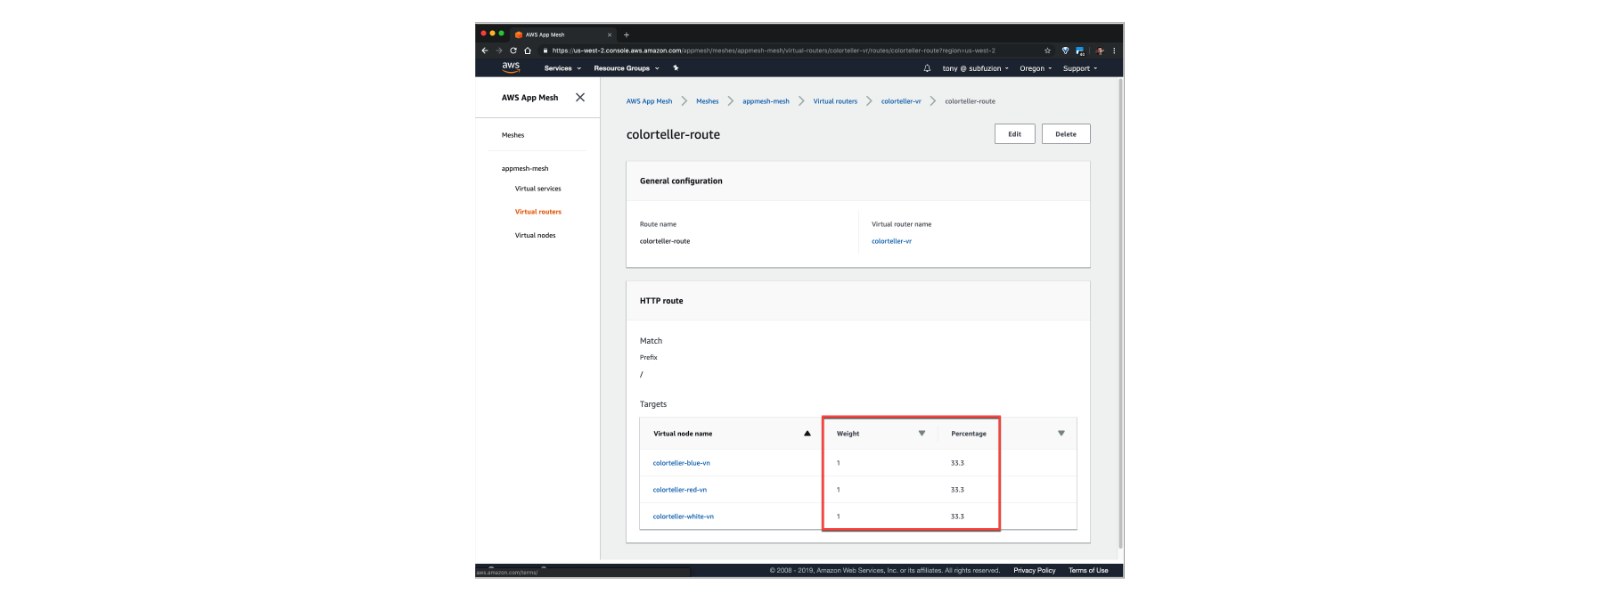 AWS App Mesh
https://us-west-2.console.aws.amazon.com/appmesh/meshes/appmesh-mesh/virtual-routers/colorteller-vr/routes/colorteller-route?region=us-west-2
aws Services Resource Groups tony @ subfuzion Oregon Support
AWS App Mesh
Meshes
appmesh-mesh
Virtual services
Virtual routers
Virtual nodes
AWS App Mesh Meshes appmesh-mesh Virtual routers colorteller-vr colorteller-route
colorteller-route Edit Delete
General configuration
Route name Virtual router name
colorteller-route colorteller-vr
HTTP route
Match
Prefix
/
Targets
Virtual node name Weight Percentage
colorteller-blue-vn 1 33.3
colorteller-red-vn 1 33.3
colorteller-white-vn 1 33.3
© 2008 - 2019, Amazon Web Services, Inc. or its affiliates. All rights reserved. Privacy Policy Terms of Use
aws.amazon.com/terms/